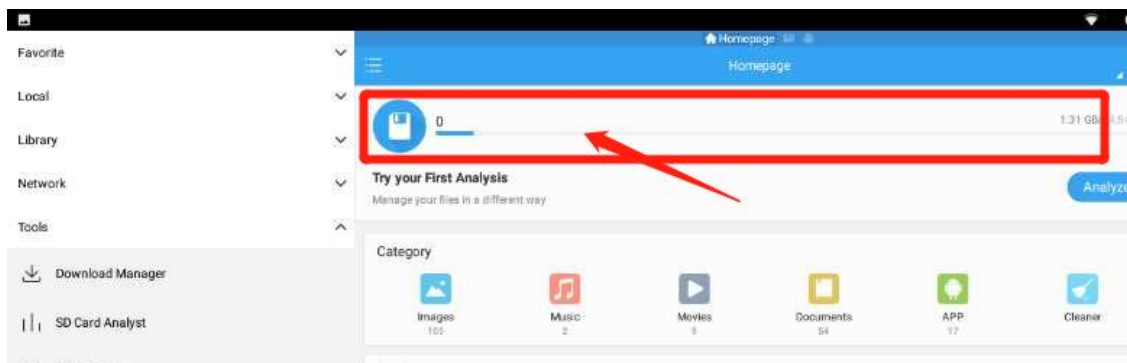 Favorite
Local
Library
Network
Tools
Download Manager
SD Card Analyst
Homepage
Homepage
0
1.31 GB/
Try your First Analysis
Manage your files in a different way
Analyze
Category
Images
Music
Movies
Documents
APP
Cleaner
2
54
17